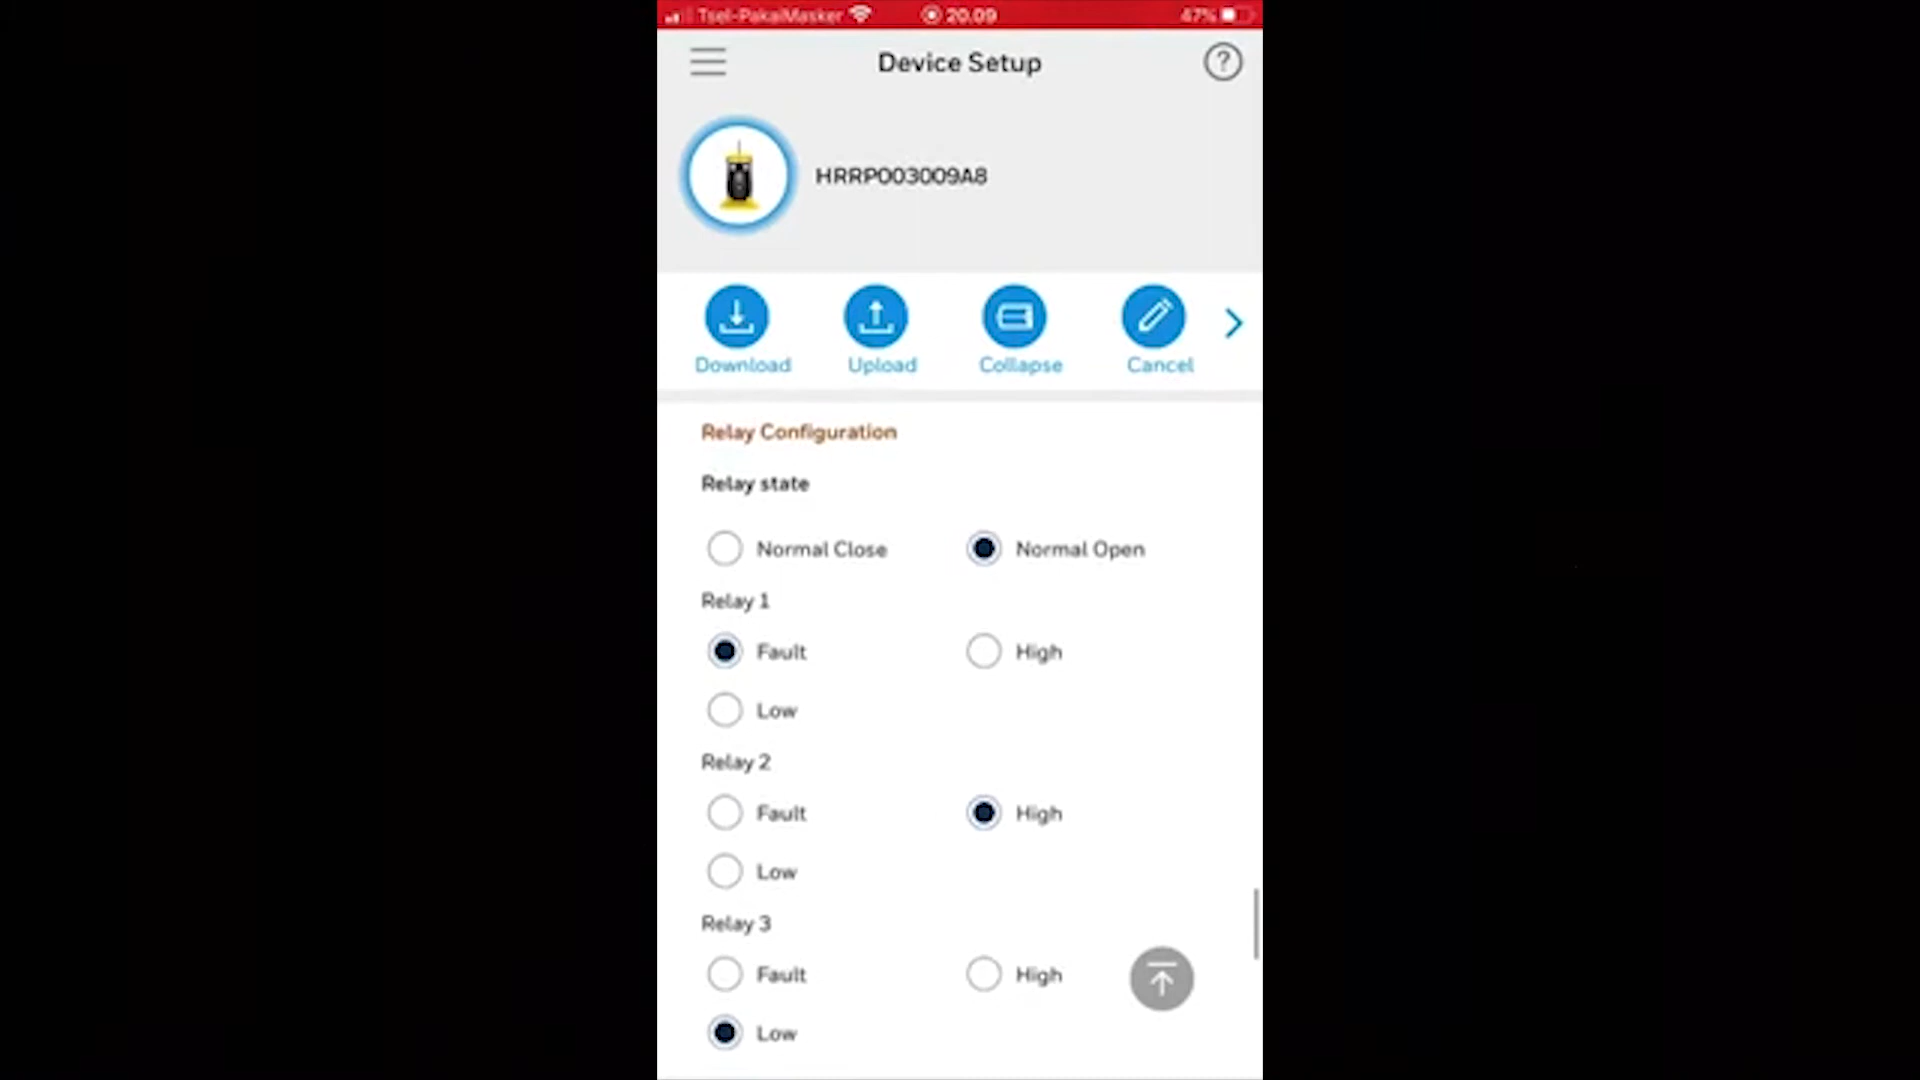 Tsel-PakaiMasker 20.09 47%
Device Setup
HRRP003009A8
Download Upload Collapse Cancel
Relay Configuration
Relay state
Normal Close Normal Open
Relay 1
Fault High
Low
Relay 2
Fault High
Low
Relay 3
Fault High
Low